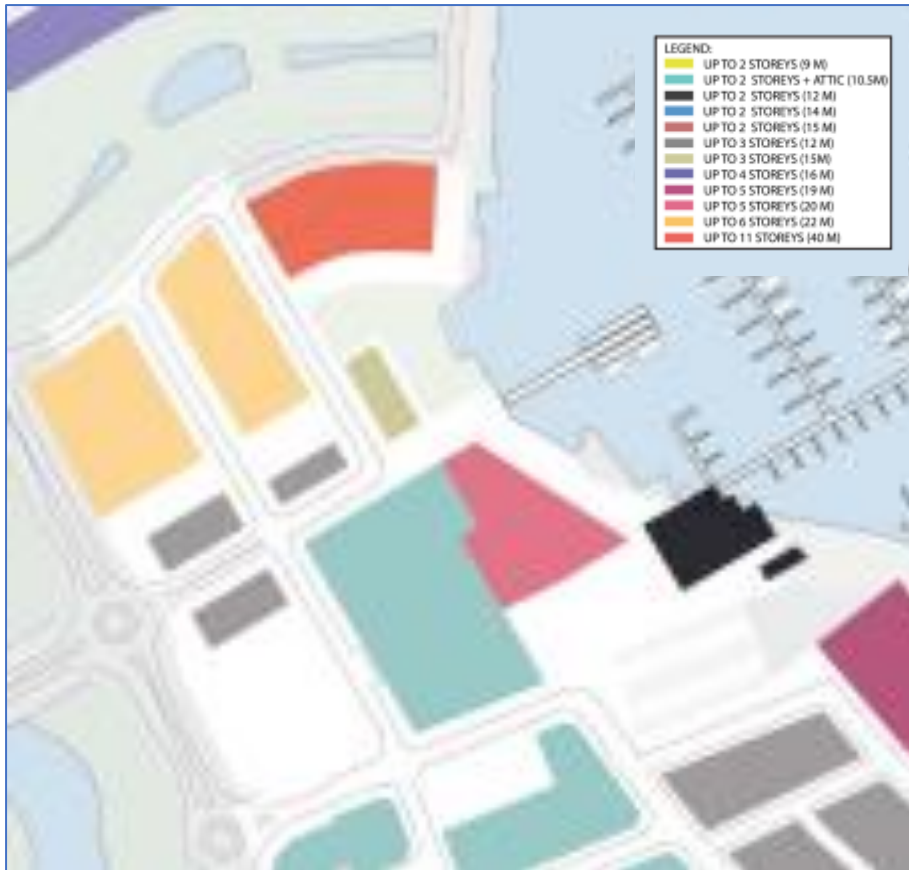 LEGEND:
UP TO 2 STOREYS (9 M)
UP TO 2 STOREYS + ATTIC (10.5M)
UP TO 2 STOREYS (12 M)
UP TO 2 STOREYS (14 M)
UP TO 2 STOREYS (15 M)
UP TO 3 STOREYS (12 M)
UP TO 3 STOREYS (15M)
UP TO 4 STOREYS (16 M)
UP TO 5 STOREYS (19 M)
UP TO 5 STOREYS (20 M)
UP TO 6 STOREYS (22 M)
UP TO 11 STOREYS (40 M)